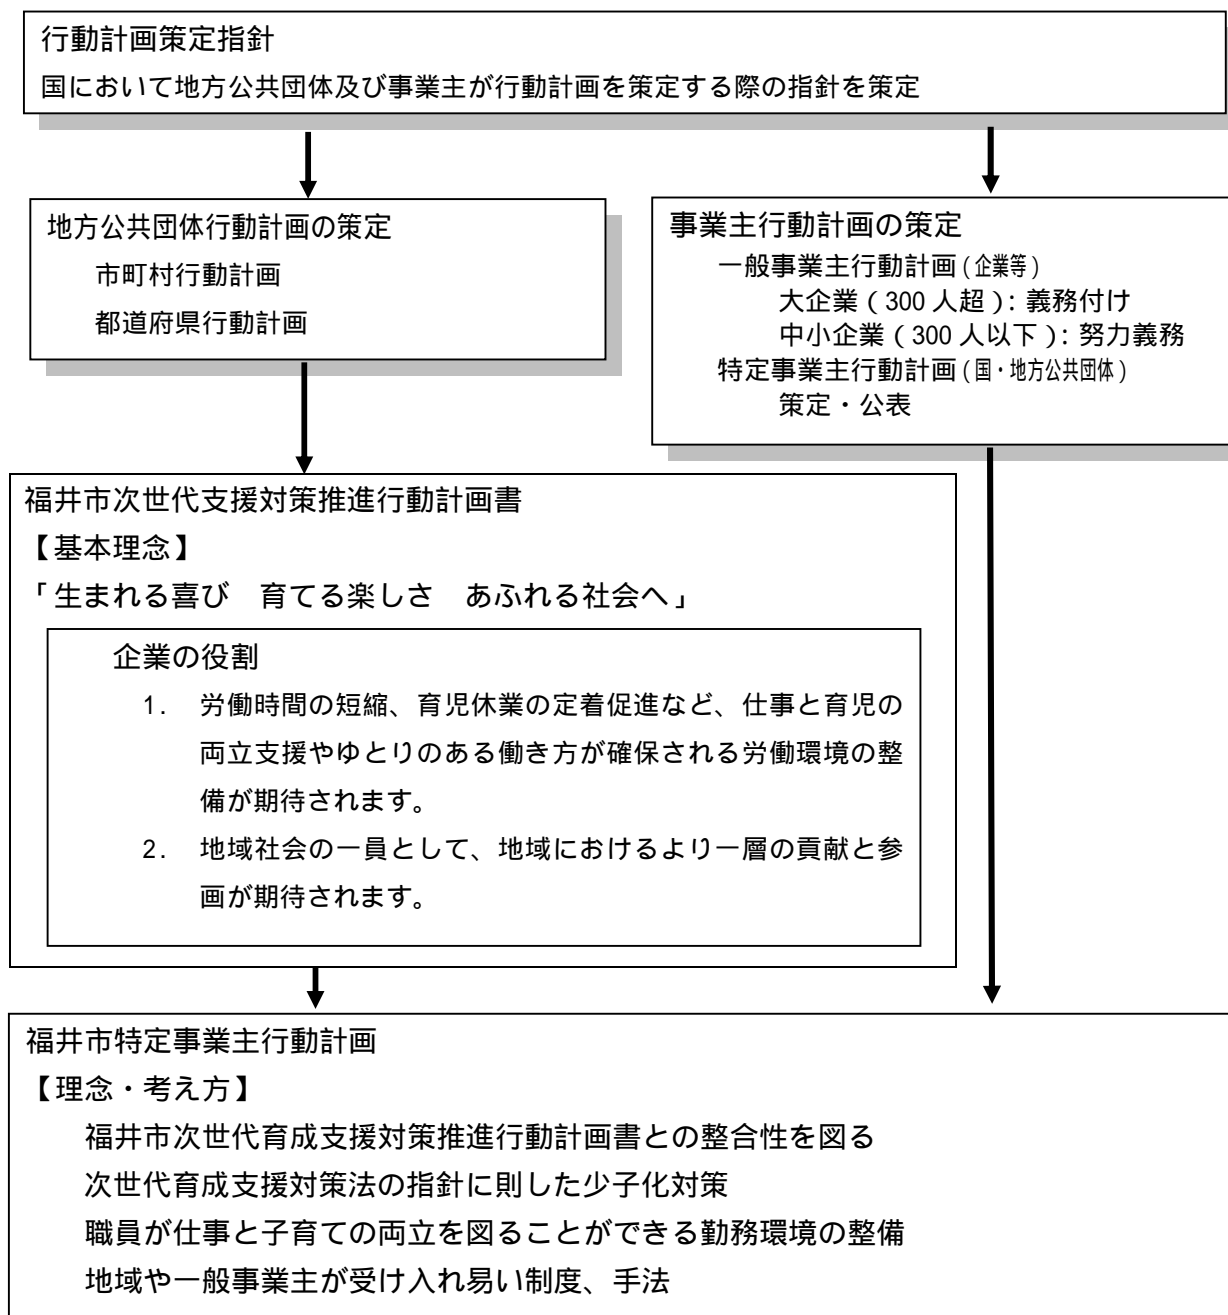 行動計画策定指針
国において地方公共団体及び事業主が行動計画を策定する際の指針を策定
地方公共団体行動計画の策定
市町村行動計画
都道府県行動計画
事業主行動計画の策定
一般事業主行動計画(企業等)
大企業(300人超):義務付け
中小企業(300人以下):努力義務
特定事業主行動計画(国・地方公共団体)
策定・公表
福井市次世代支援対策推進行動計画書
【基本理念】
「生まれる喜び　育てる楽しさ　あふれる社会へ」
企業の役割
1.　労働時間の短縮、育児休業の定着促進など、仕事と育児の
両立支援やゆとりのある働き方が確保される労働環境の整
備が期待されます。
2.　地域社会の一員として、地域におけるより一層の貢献と参
画が期待されます。
福井市特定事業主行動計画
【理念・考え方】
福井市次世代育成支援対策推進行動計画書との整合性を図る
次世代育成支援対策法の指針に則した少子化対策
職員が仕事と子育ての両立を図ることができる勤務環境の整備
地域や一般事業主が受け入れ易い制度、手法